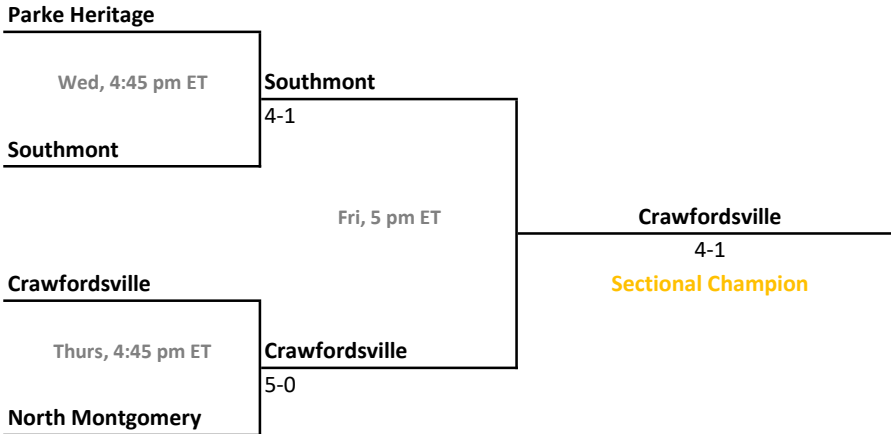 Parke Heritage
Wed, 4:45 pm ET
Southmont
4-1
Southmont
Fri, 5 pm ET
Crawfordsville
4-1
Sectional Champion
Crawfordsville
Thurs, 4:45 pm ET
Crawfordsville
5-0
North Montgomery